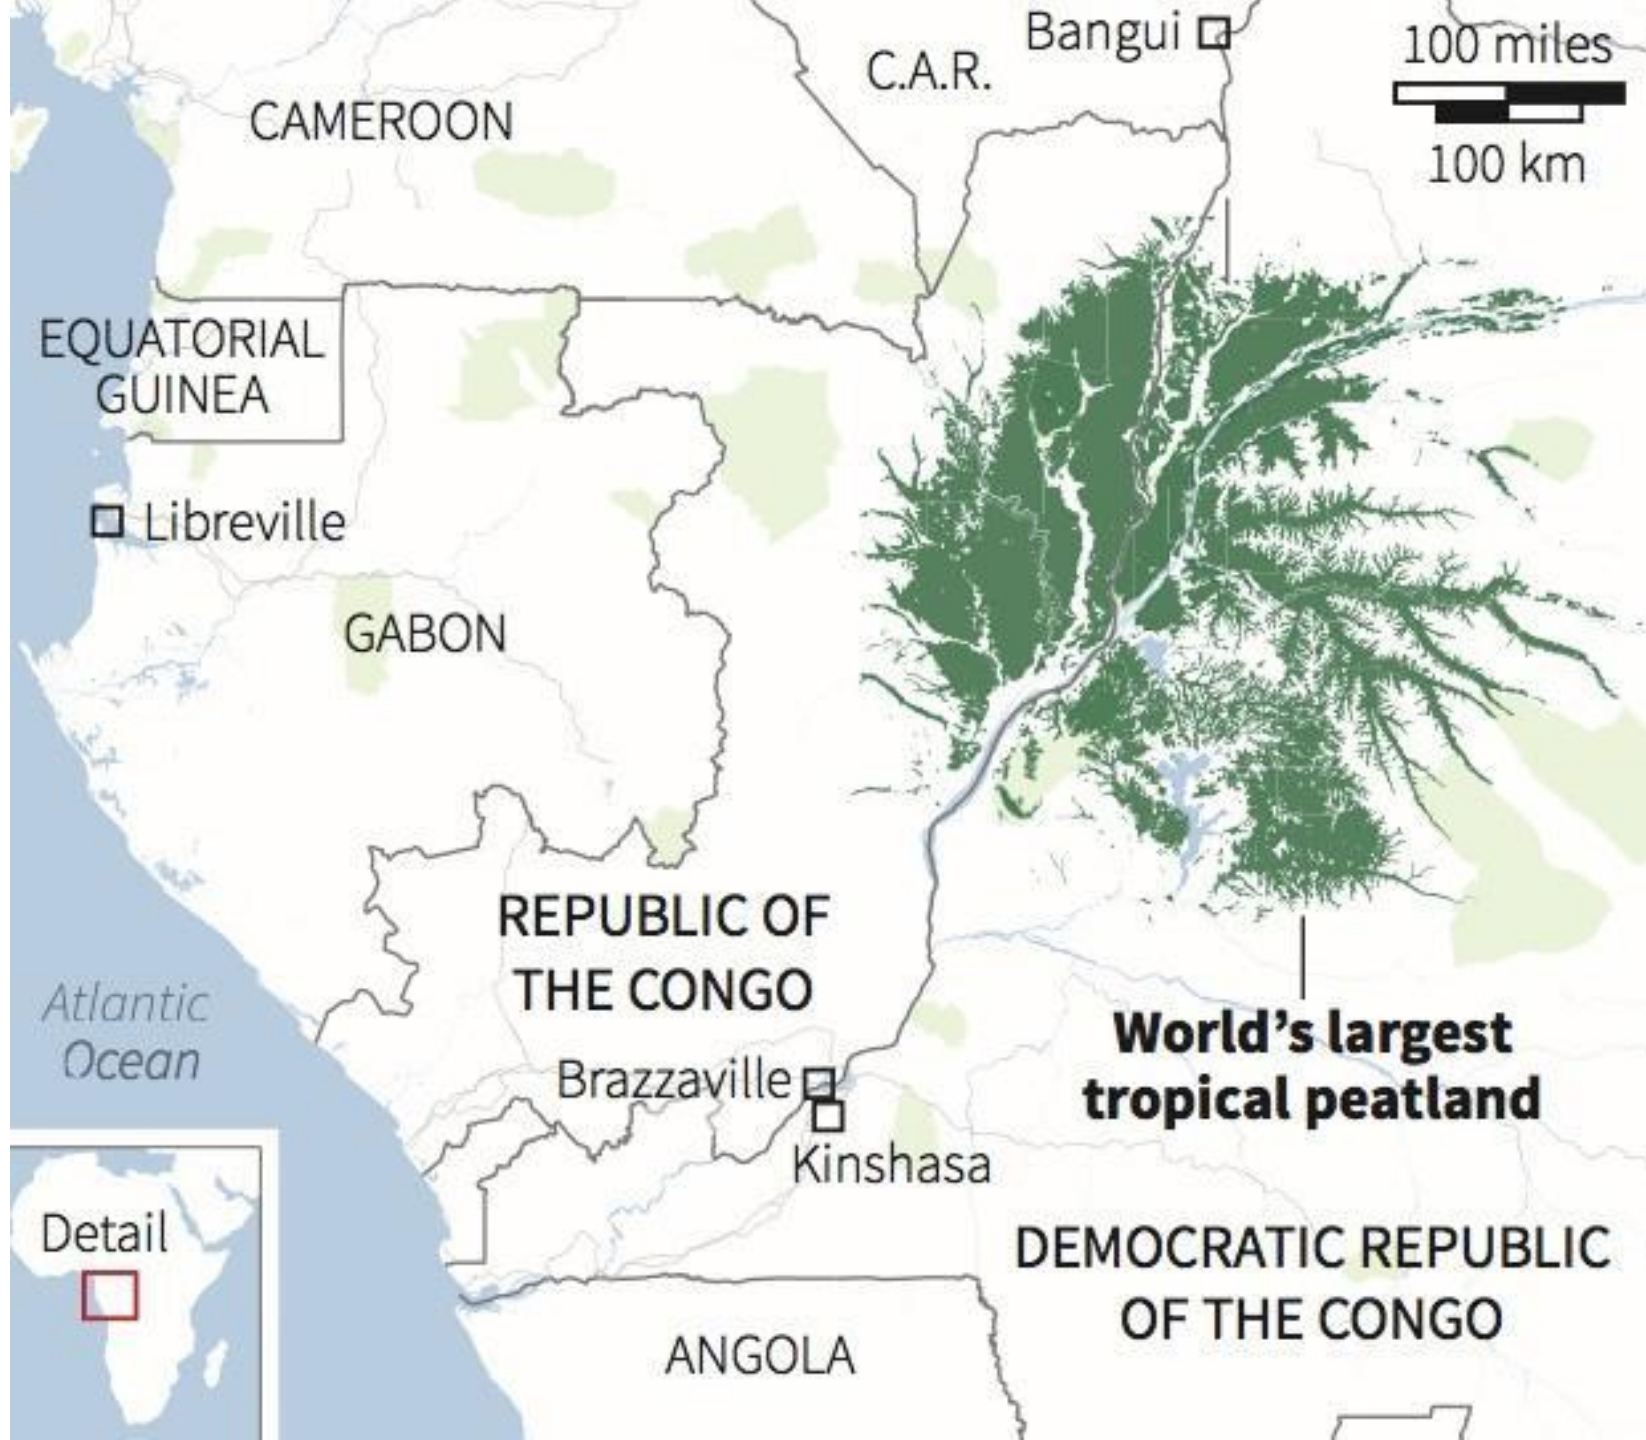 Bangui
100 miles
C.A.R.
CAMEROON
100 km
EQUATORIAL
GUINEA
Libreville
GABON
REPUBLIC OF
THE CONGO
Atlantic
Ocean
World’s largest
tropical peatland
Brazzaville
Kinshasa
Detail
DEMOCRATIC REPUBLIC
OF THE CONGO
ANGOLA